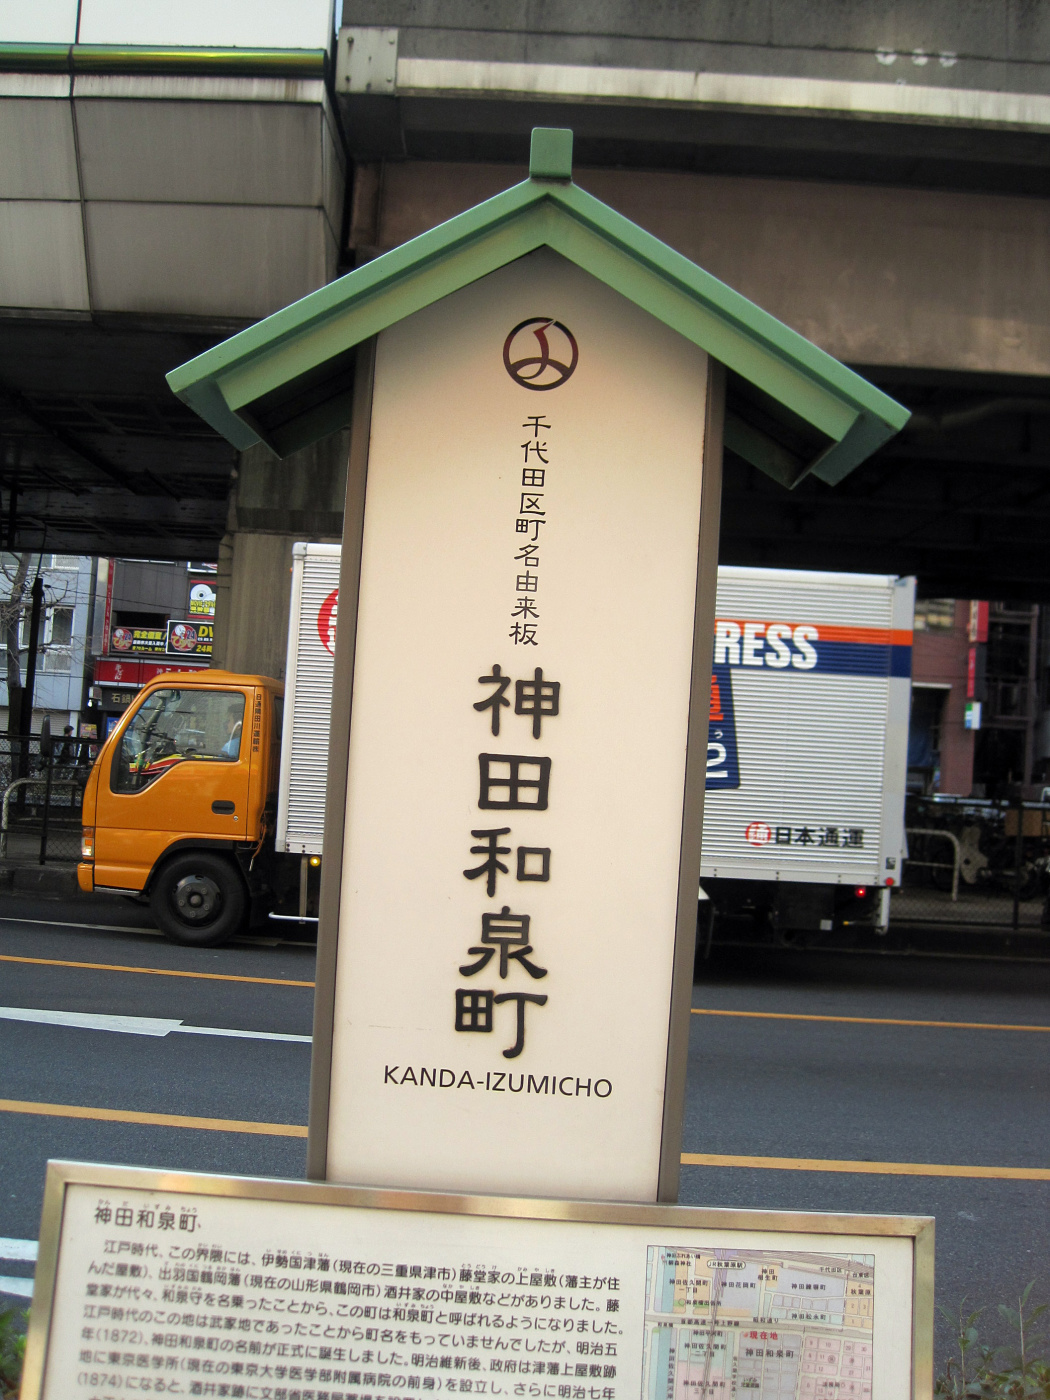 千代田区町名由来板
神田和泉町
KANDA-IZUMICHO
RESS
日本通運
神田和泉町
江戸時代、この界隈には、伊勢国津藩(現在の三重県津市)藤堂家の上屋敷(藩主が住
んだ屋敷)、出羽国鶴岡藩(現在の山形県鶴岡市)酒井家の中屋敷などがありました。藤
堂家が代々、和泉守を名乗ったことから、この町は和泉町と呼ばれるようになりました。
江戸時代のこの地は武家地であったことから町名をもっていませんでしたが、明治五
年(1872)、神田和泉町の名前が正式に誕生しました。明治維新後、政府は津藩上屋敷跡
地に東京医学所(現在の東京大学医学部附属病院の前身)を設立し、さらに明治七年
(1874)になると、酒井家跡に文部省医務局薬場を
現在地
神田和泉町